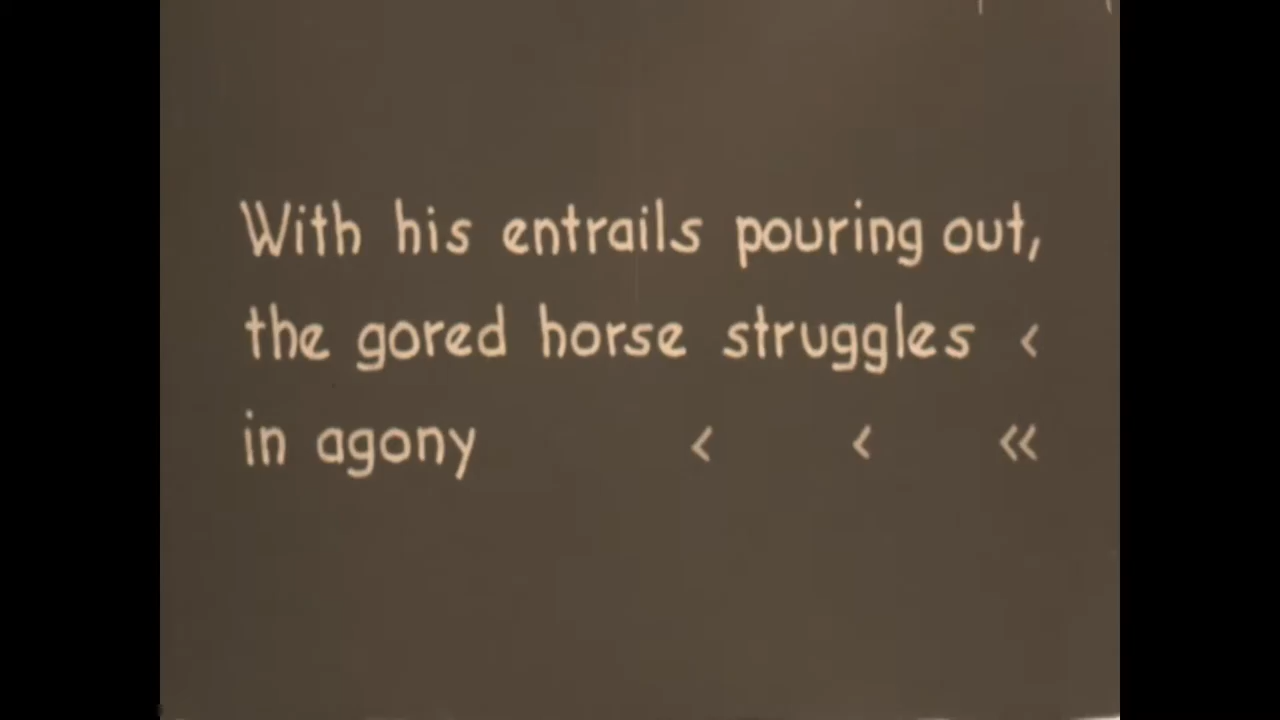 With his entrails pouring out,
the gored horse struggles <
in agony < < <<